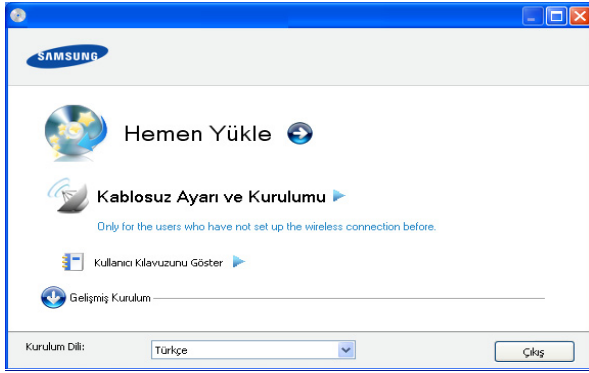 SAMSUNG
Hemen Yükle
Kablosuz Ayarı ve Kurulumu
Only for the users who have not set up the wireless connection before.
Kullanıcı Kılavuzunu Göster
Gelişmiş Kurulum
Kurulum Dili:
Türkçe
Çıkış